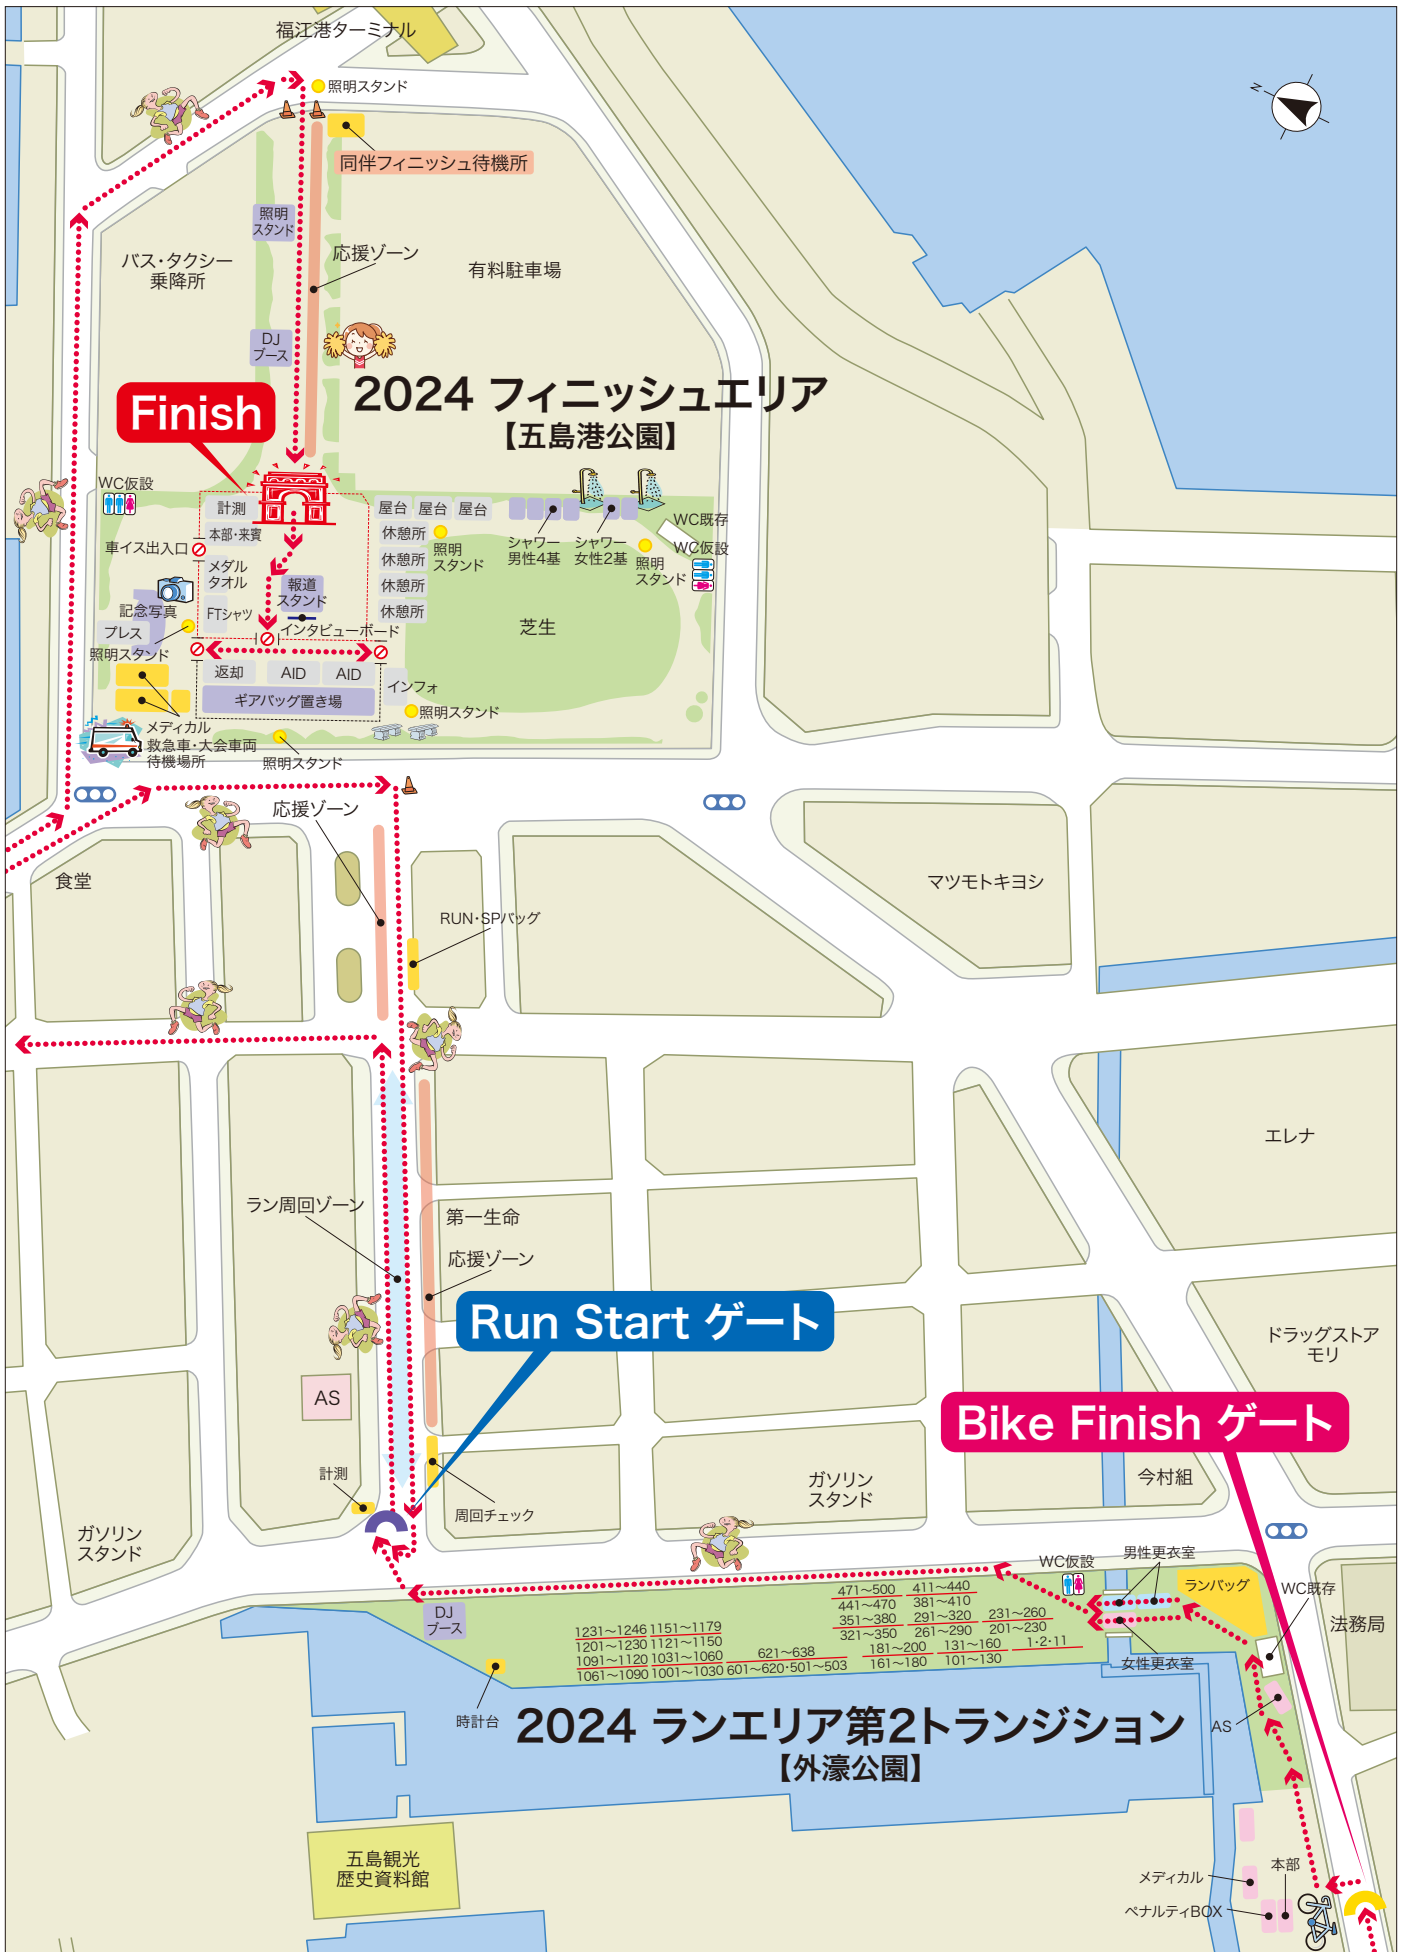 福江港ターミナル
照明スタンド
N
同伴フィニッシュ待機所
照明
スタンド
応援ゾーン
バス・タクシー
乗降所
有料駐車場
DJ
ブース
2024 フィニッシュエリア
【五島港公園】
Finish
WC仮設
計測
屋台
屋台
屋台
本部・来賓
休憩所
照明
スタンド
シャワー
男性4基
シャワー
女性2基
WC既存
照明
スタンド
WC仮設
車イス出入口
休憩所
メダル
タオル
報道
スタンド
休憩所
記念写真
FTシャツ
休憩所
芝生
プレス
インタビューボード
照明スタンド
返却
AID
AID
インフォ
ギアバッグ置き場
照明スタンド
メディカル
救急車・大会車両
待機場所
照明スタンド
応援ゾーン
食堂
マツモトキヨシ
RUN・SPバッグ
エレナ
ラン周回ゾーン
第一生命
応援ゾーン
Run Start ゲート
ドラッグストア
モリ
AS
Bike Finish ゲート
計測
ガソリン
スタンド
今村組
周回チェック
ガソリン
スタンド
WC仮設
男性更衣室
ランバッグ
WC既存
法務局
DJ
ブース
471〜500 411〜440
441〜470 381〜410
351〜380 291〜320 231〜260
321〜350 261〜290 201〜230
1231〜1246 1151〜1179
1201〜1230 1121〜1150
1091〜1120 1031〜1060 621〜638 181〜200 131〜160 1・2・11
1061〜1090 1001〜1030 601〜620・501〜503 161〜180 101〜130
女性更衣室
時計台
2024 ランエリア第2トランジション
【外濠公園】
AS
五島観光
歴史資料館
メディカル
本部
ペナルティBOX